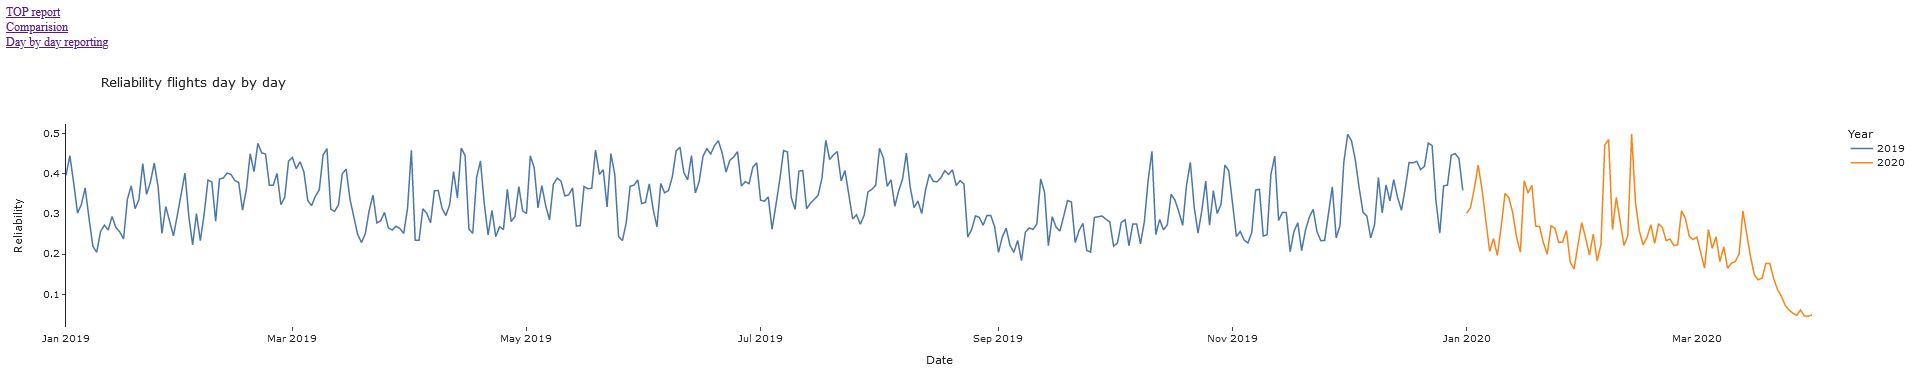 TOP report
Comparision
Day by day reporting
Reliability flights day by day
Year
2019
2020
0.5
0.4
0.3
0.2
0.1
Reliability
Jan 2019 Mar 2019 May 2019 Jul 2019 Sep 2019 Nov 2019 Jan 2020 Mar 2020
Date